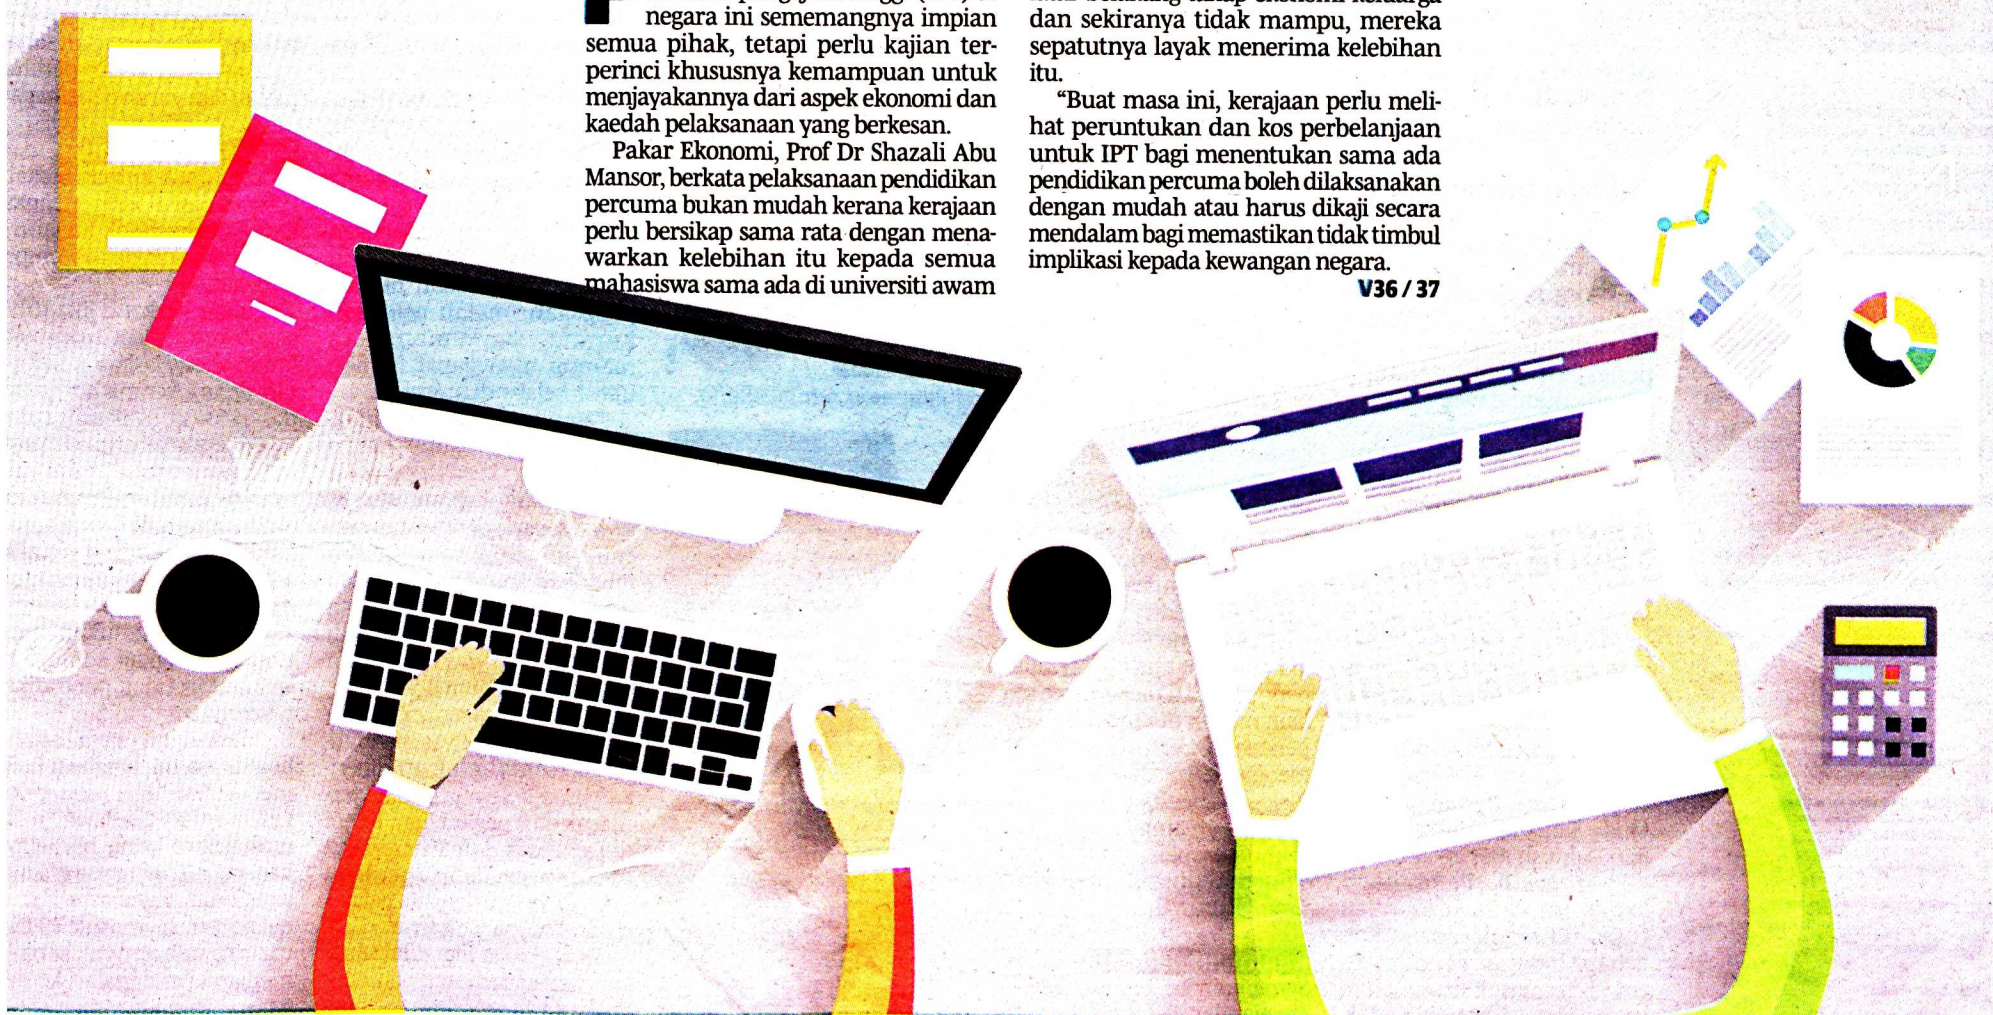 negara ini sememangnya impian
semua pihak, tetapi perlu kajian ter-
perinci khususnya kemampuan untuk
menjayakannya dari aspek ekonomi dan
kaedah pelaksanaan yang berkesan.
Pakar Ekonomi, Prof Dr Shazali Abu
Mansor, berkata pelaksanaan pendidikan
percuma bukan mudah kerana kerajaan
perlu bersikap sama rata dengan mena-
warkan kelebihan itu kepada semua
mahasiswa sama ada di universiti awam
dan sekiranya tidak mampu, mereka
sepatutnya layak menerima kelebihan
itu.
“Buat masa ini, kerajaan perlu meli-
hat peruntukan dan kos perbelanjaan
untuk IPT bagi menentukan sama ada
pendidikan percuma boleh dilaksanakan
dengan mudah atau harus dikaji secara
mendalam bagi memastikan tidak timbul
implikasi kepada kewangan negara.
V36 / 37